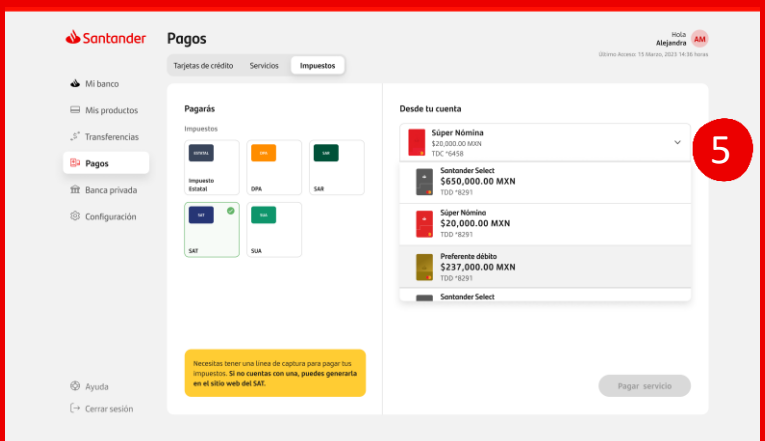 Santander
Pagos
Hola
Alejandra
AM
Último Acceso: 15 Marzo, 2023 14:36 horas
Tarjetas de crédito
Servicios
Impuestos
Mi banco
Mis productos
Transferencias
Pagos
Banca privada
Configuración
Ayuda
Cerrar sesión
Pagarás
Impuestos
ESTATAL
Impuesto
Estatal
DPA
DPA
SAR
SAR
SAT
SAT
SUA
SUA
Necesitas tener una línea de captura para pagar tus
impuestos. Si no cuentas con una, puedes generarla
en el sitio web del SAT.
Desde tu cuenta
Súper Nómina
$20,000.00 MXN
TDC *6458
5
Santander Select
$650,000.00 MXN
TDD *8291
Súper Nómina
$20,000.00 MXN
TDD *8291
Preferente débito
$237,000.00 MXN
TDD *8291
Santander Select
Pagar servicio